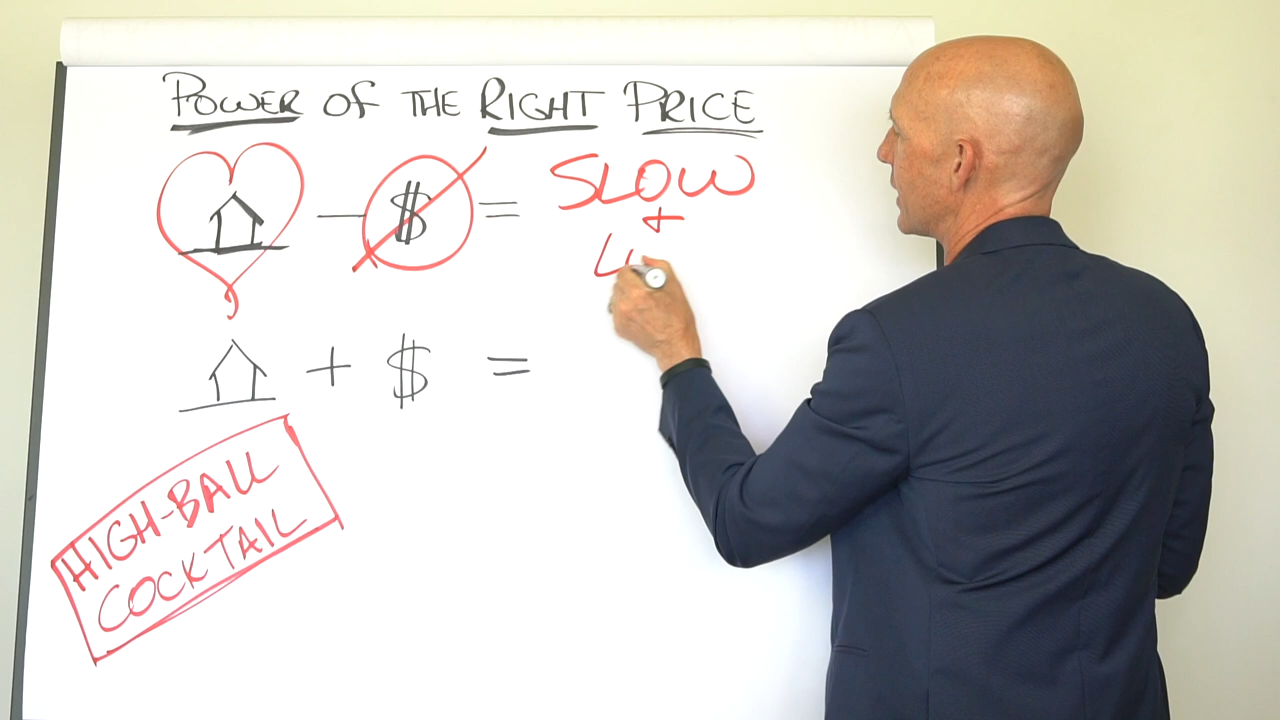 POWER OF THE RIGHT PRICE
– $ = SLOW
+
+ $ =
HIGH-BALL
COCKTAIL